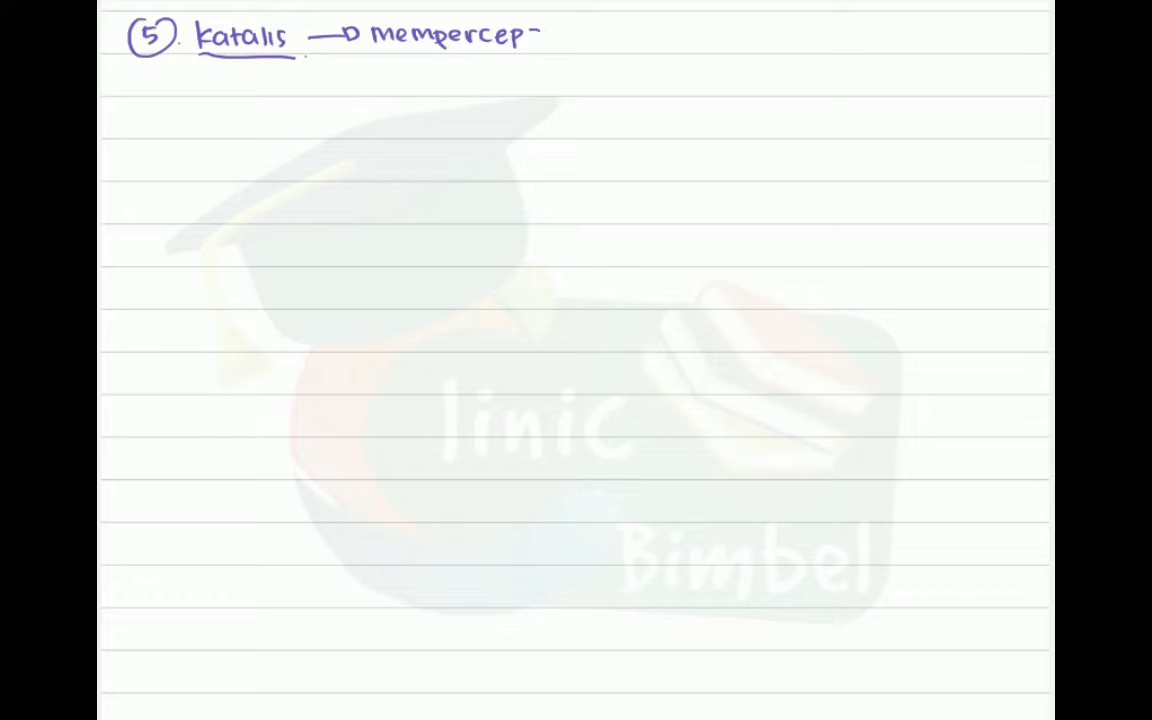 5. Katalis → mempercep-
linic
Bimbel